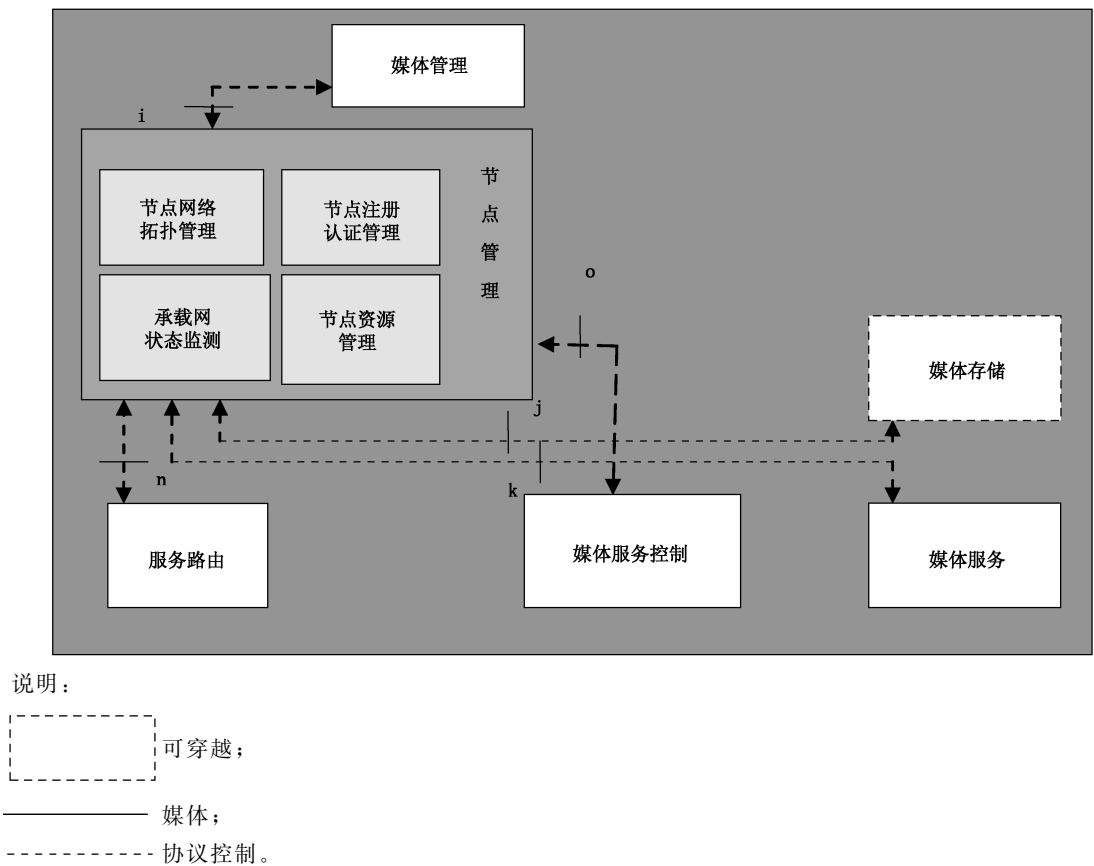 媒体管理
i
节点网络
拓扑管理
节点注册
认证管理
节
点
管
理
承载网
状态监测
节点资源
管理
o
媒体存储
j
n
k
服务路由
媒体服务控制
媒体服务
说明：
可穿越；
媒体；
协议控制。